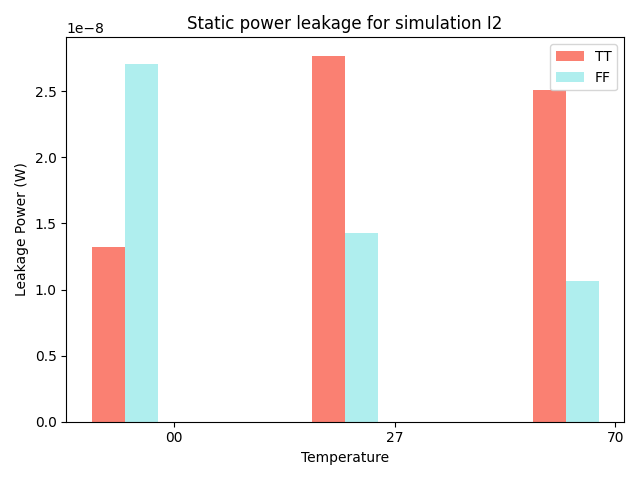 Static power leakage for simulation I2
1e−8
TT
FF
2.5
2.0
1.5
1.0
0.5
0.0
Leakage Power (W)
00
27
70
Temperature